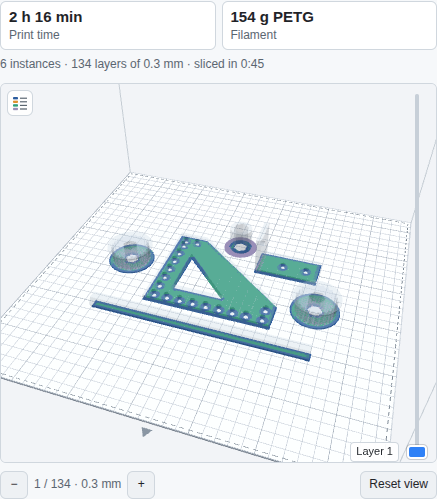 2 h 16 min
Print time
154 g PETG
Filament
6 instances · 134 layers of 0.3 mm · sliced in 0:45
Layer 1
− 1 / 134 · 0.3 mm + Reset view